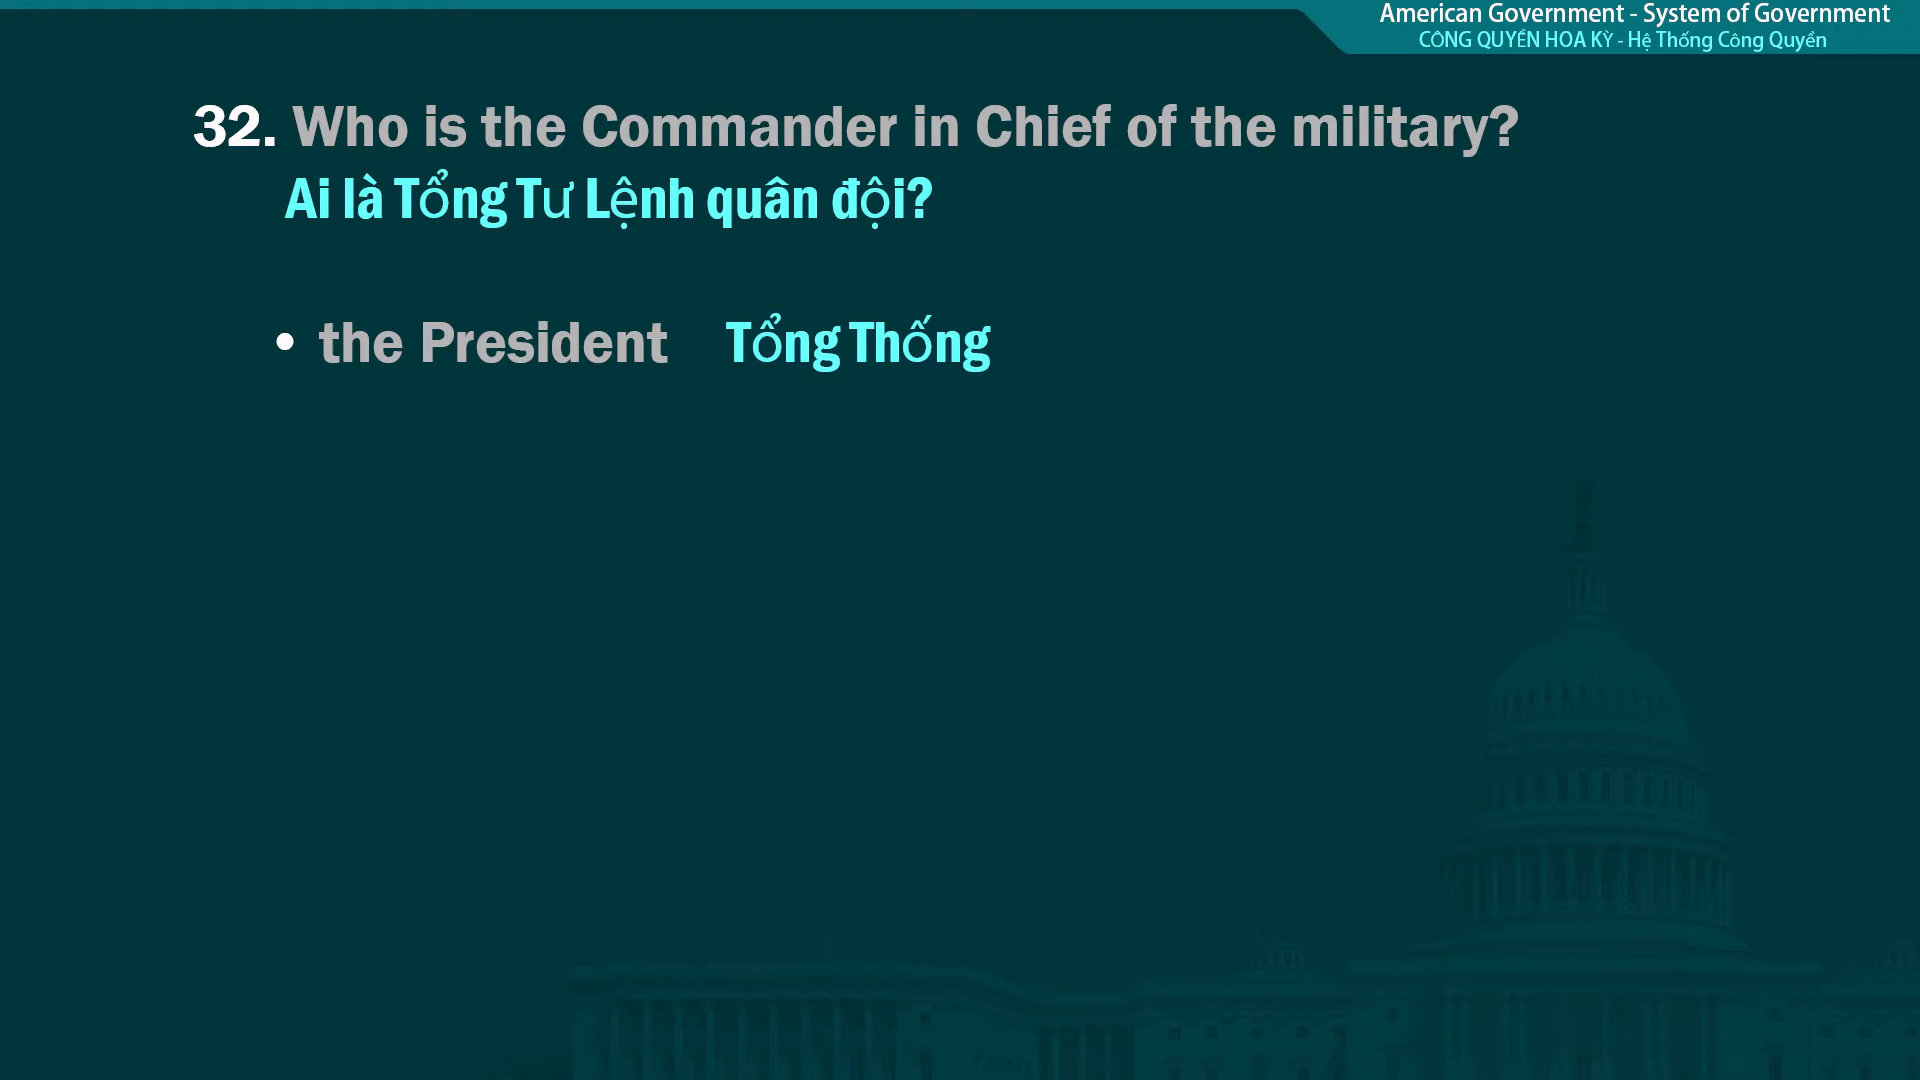 American Government - System of Government
CÔNG QUYỀN HOA KỲ - Hệ Thống Công Quyền
32. Who is the Commander in Chief of the military?
Ai là Tổng Tư Lệnh quân đội?
• the President Tổng Thống